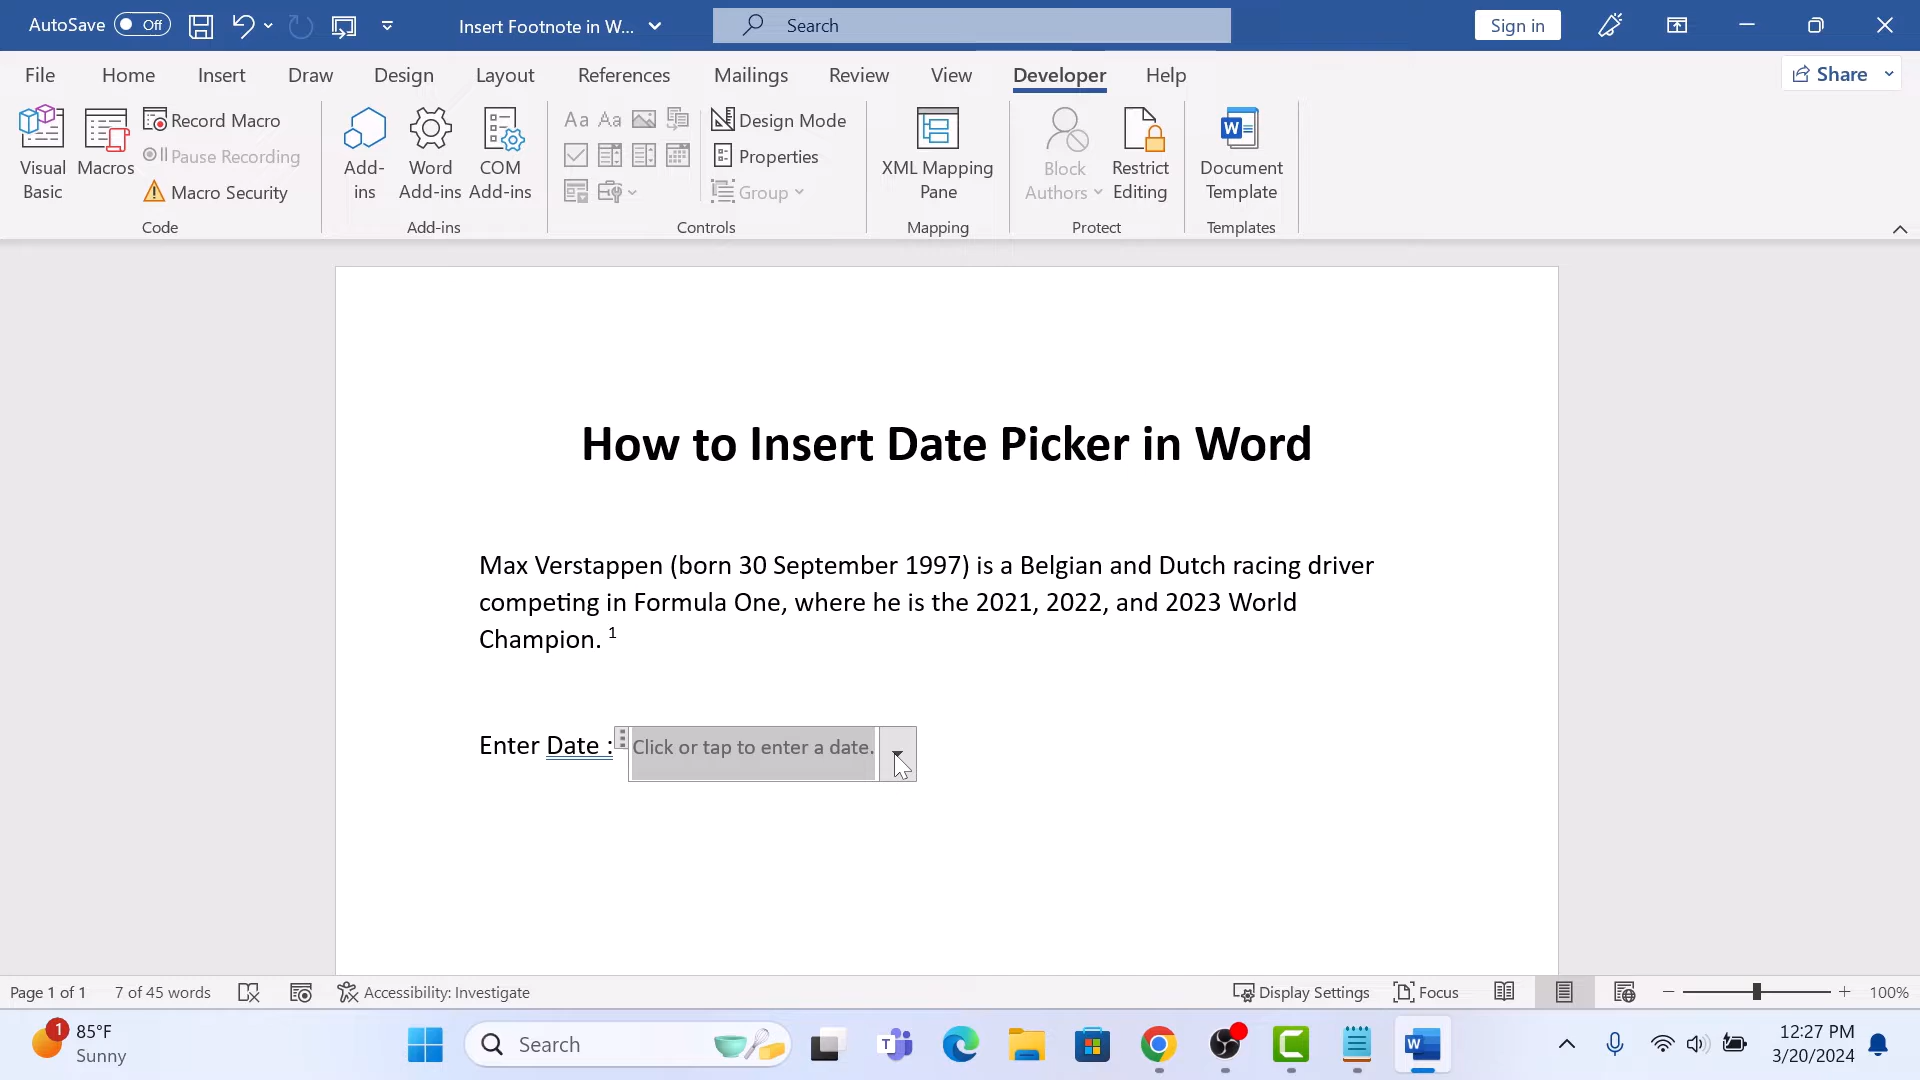 AutoSave Off Insert Footnote in W... Search Sign in
File Home Insert Draw Design Layout References Mailings Review View Developer Help Share
Visual Basic
Macros
Record Macro
Pause Recording
Macro Security
Code
Add-ins
Word Add-ins
COM Add-ins
Add-ins
Aa Aa
Design Mode
Properties
Group
Controls
XML Mapping Pane
Mapping
Block Authors
Restrict Editing
Protect
W
Document Template
Templates
How to Insert Date Picker in Word
Max Verstappen (born 30 September 1997) is a Belgian and Dutch racing driver
competing in Formula One, where he is the 2021, 2022, and 2023 World
Champion. 1
Enter Date : Click or tap to enter a date.
Page 1 of 1 7 of 45 words Accessibility: Investigate Display Settings Focus 100%
1 85°F
Sunny
Search
T
W
12:27 PM
3/20/2024